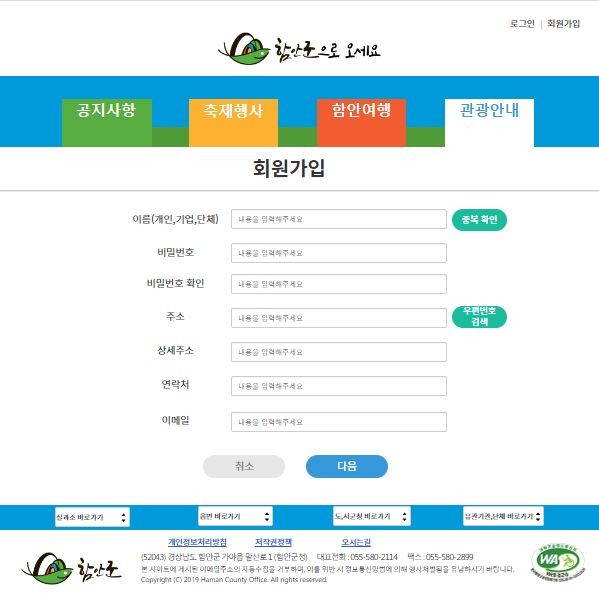 로그인 | 회원가입
함안군으로 오세요
공지사항 축제행사 함안여행 관광안내
회원가입
이름(개인,기업,단체) 내용을 입력해주세요 중복 확인
비밀번호 내용을 입력해주세요
비밀번호 확인 내용을 입력해주세요
주소 내용을 입력해주세요 우편번호
검색
상세주소 내용을 입력해주세요
연락처 내용을 입력해주세요
이메일 내용을 입력해주세요
취소 다음
실과소 바로가기 읍면 바로가기 도,시군청 바로가기 유관기관,단체 바로가기
개인정보처리방침 저작권정책 오시는길
(52043) 경상남도 함안군 가야읍 말산로 1 (함안군청) 대표전화 : 055-580-2114 팩스 : 055-580-2899
본 사이트에 게시된 이메일주소의 자동수집을 거부하며, 이를 위반 시 정보통신망법에 의해 형사처벌됨을 유념하시기 바랍니다.
Copyright (C) 2019 Haman County Office. All rights reserved.
함안군
WA